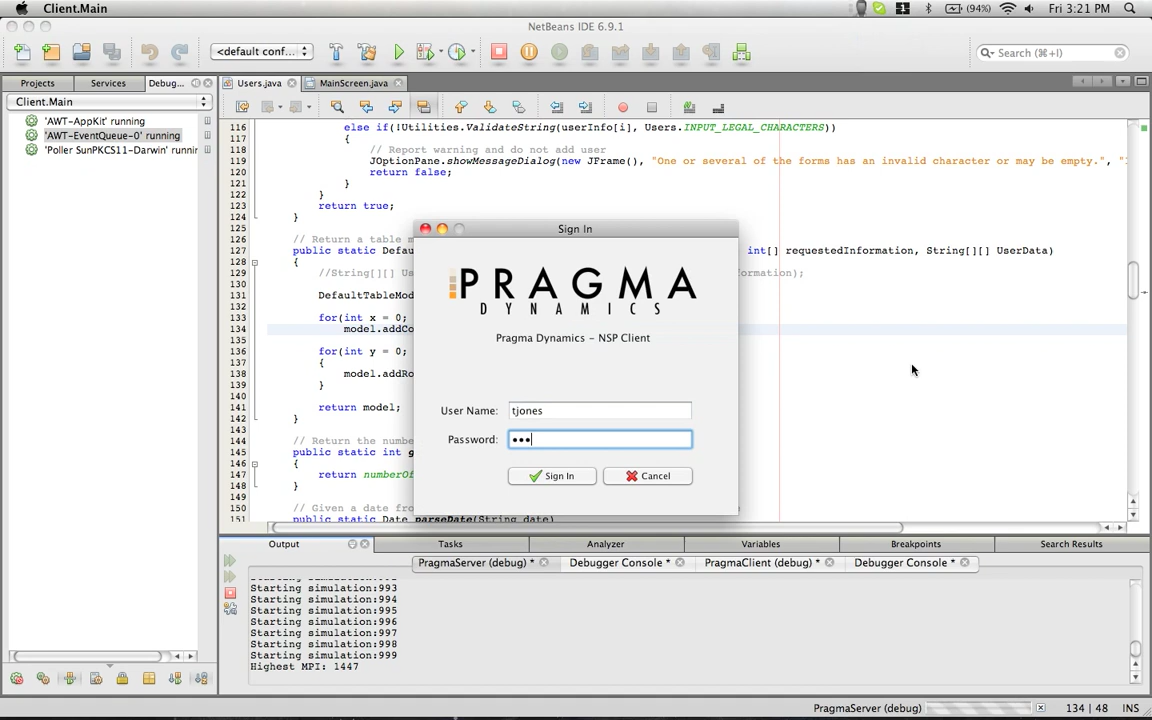 Client.Main
(94%)
Fri 3:21 PM
NetBeans IDE 6.9.1
<default conf...
Search (⌘+I)
Projects
Services
Debug...
Users.java
MainScreen.java
Client.Main
'AWT-AppKit' running
'AWT-EventQueue-0' running
'Poller SunPKCS11-Darwin' runnin
116 else if(!Utilities.ValidateString(userInfo[i], Users.INPUT_LEGAL_CHARACTERS))
117 {
118 // Report warning and do not add user
119 JOptionPane.showMessageDialog(new JFrame(), "One or several of the forms has an invalid character or may be empty.",
120 return false;
121 }
122 }
123 return true;
124 }
125
126 // Return a table m
127 public static Defau int[] requestedInformation, String[][] UserData)
128 {
129 //String[][] Us formation);
130
131 DefaultTableMod
132
133 for(int x = 0;
134 model.addCo
135
136 for(int y = 0;
137 {
138 model.addRo
139 }
140
141 return model;
142 }
143
144 // Return the numbe
145 public static int g
146 {
147 return numberOf
148 }
149
150 // Given a date fro
151 public static Date parseDate(String date)
Sign In
PRAGMA
DYNAMICS
Pragma Dynamics – NSP Client
User Name: tjones
Password: •••
Sign In
Cancel
Output
Tasks
Analyzer
Variables
Breakpoints
Search Results
PragmaServer (debug) *
Debugger Console *
PragmaClient (debug) *
Debugger Console *
Starting simulation:993
Starting simulation:994
Starting simulation:995
Starting simulation:996
Starting simulation:997
Starting simulation:998
Starting simulation:999
Highest MPI: 1447
PragmaServer (debug)
134 | 48
INS